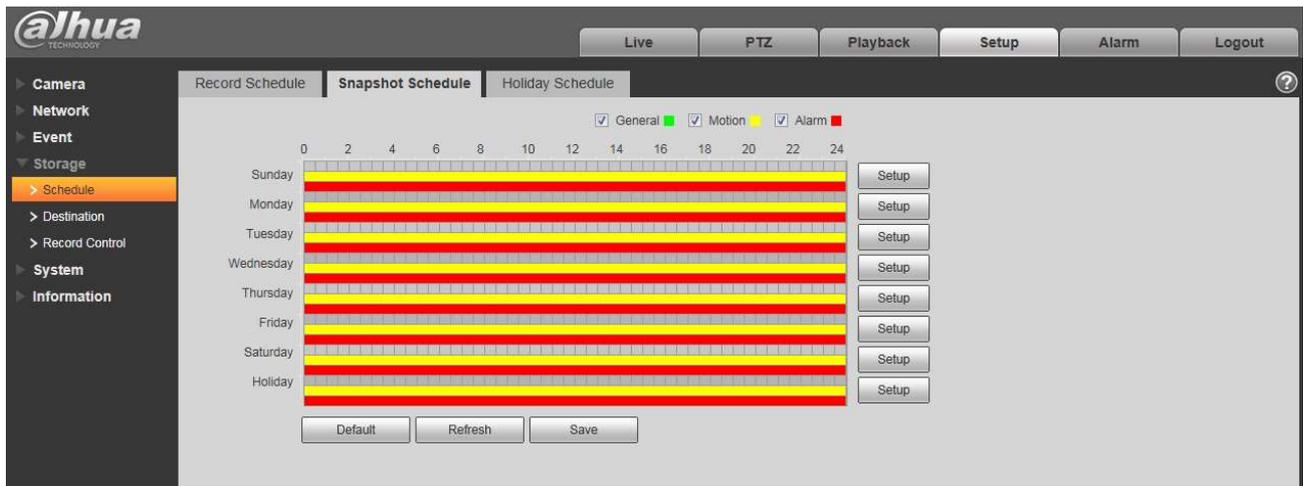 alhua
TECHNOLOGY
Live PTZ Playback Setup Alarm Logout
Camera
Network
Event
Storage
Schedule
Destination
Record Control
System
Information
Record Schedule Snapshot Schedule Holiday Schedule ?
General Motion Alarm
0 2 4 6 8 10 12 14 16 18 20 22 24
Sunday Setup
Monday Setup
Tuesday Setup
Wednesday Setup
Thursday Setup
Friday Setup
Saturday Setup
Holiday Setup
Default Refresh Save